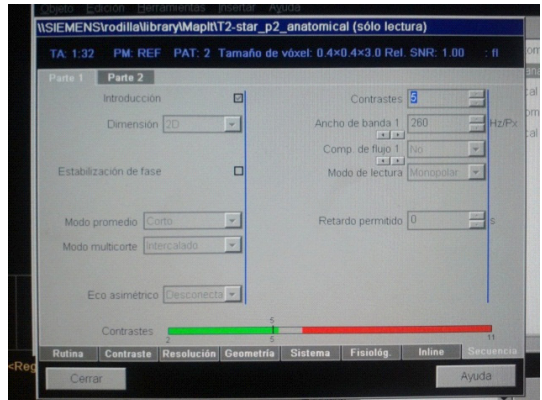 Objeto Edición Herramientas Insertar Ayuda
\\SIEMENS\rodilla\library\MapIt\T2-star_p2_anatomical (sólo lectura)
TA: 1:32 PM: REF PAT: 2 Tamaño de vóxel: 0.4×0.4×3.0 Rel. SNR: 1.00 : fl
Parte 1 Parte 2
Introducción Contrastes 5
Dimensión 2D Ancho de banda 1 260 Hz/Px
Comp. de flujo 1 No
Estabilización de fase Modo de lectura Monopolar
Modo promedio Corto Retardo permitido 0 s
Modo multicorte Intercalado
Eco asimétrico Desconecta
5
Contrastes
2 5 11
Rutina Contraste Resolución Geometría Sistema Fisiológ. Inline Secuencia
<Reg
Cerrar Ayuda